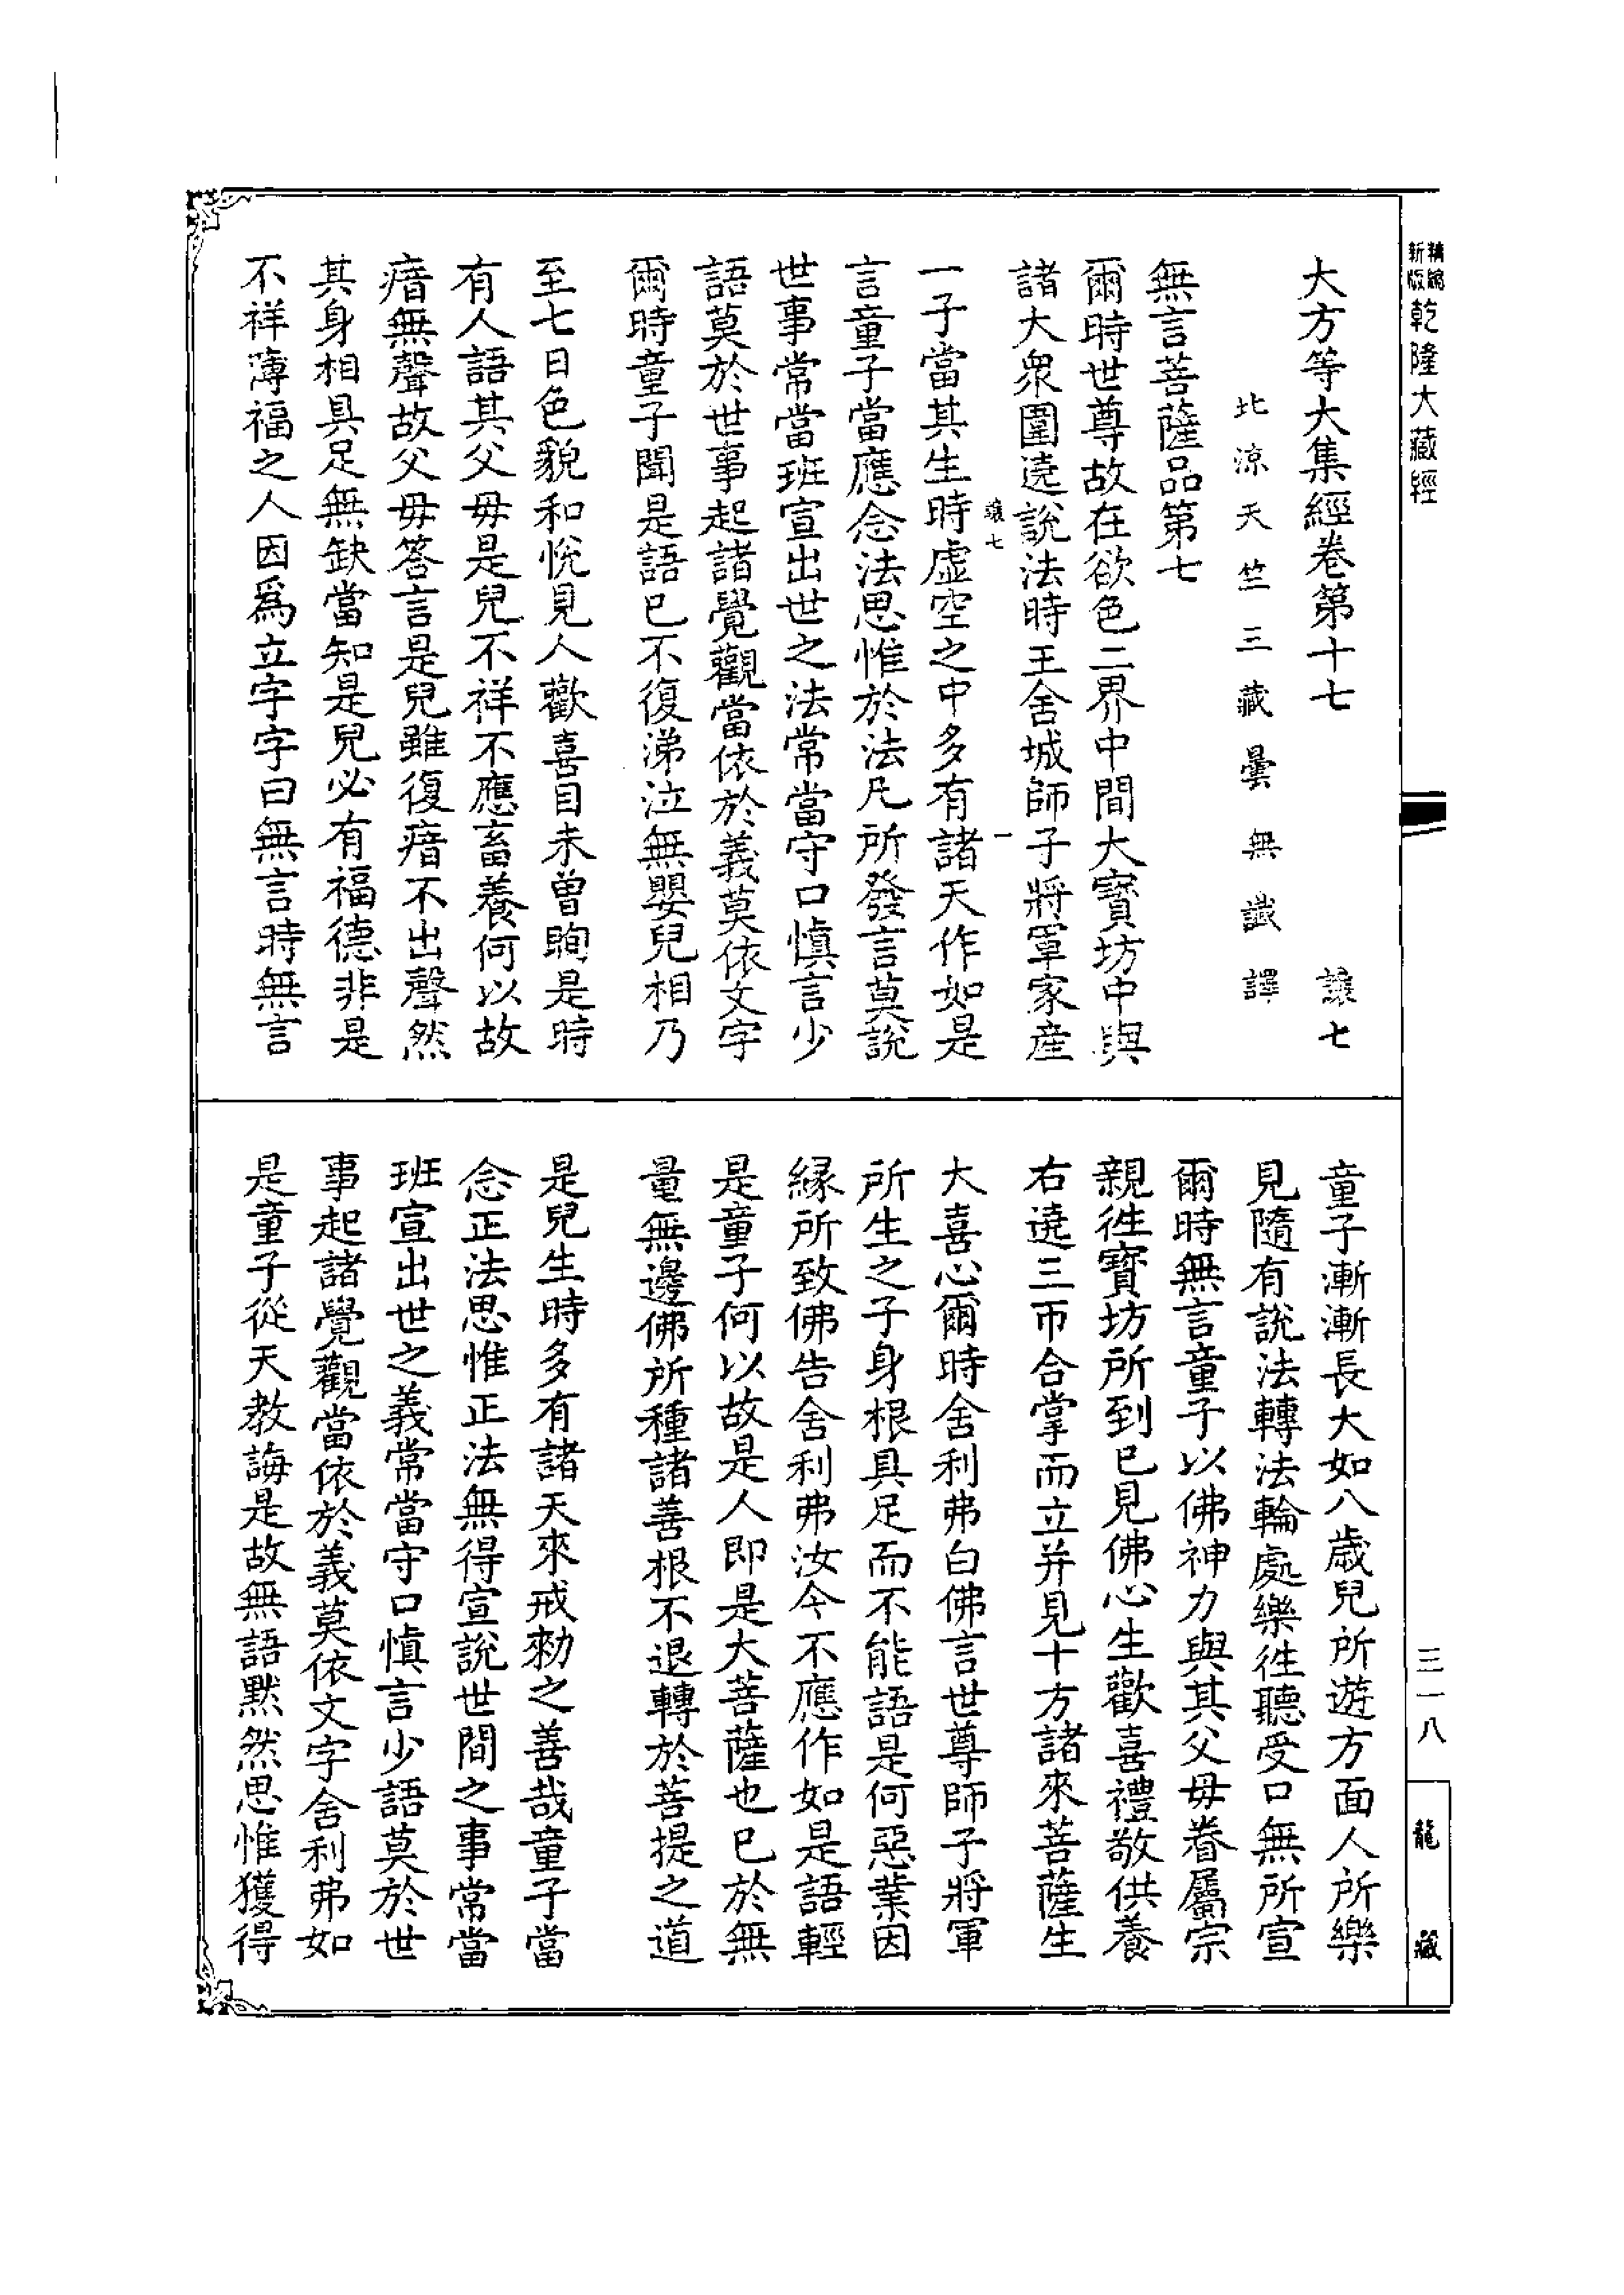 精縮新版乾隆大藏經
大方等大集經卷第十七 讓七
北涼天竺三藏曇無讖譯
無言菩薩品第七
爾時世尊故在欲色二界中間大寶坊中與
諸大衆圍遶說法時王舍城師子將軍家産
讓七 一
一子當其生時虛空之中多有諸天作如是
言童子當應念法思惟於法凡所發言莫說
世事常當班宣出世之法常當守口慎言少
語莫於世事起諸覺觀當依於義莫依文字
爾時童子聞是語已不復涕泣無嬰兒相乃
至七日色貌和悅見人歡喜目未曾眴是時
有人語其父母是兒不祥不應畜養何以故
瘖無聲故父母答言是兒雖復瘖不出聲然
其身相具足無缺當知是兒必有福德非是
不祥薄福之人因爲立字字曰無言時無言
童子漸漸長大如八歲兒所遊方面人所樂
見隨有說法轉法輪處樂往聽受口無所宣
爾時無言童子以佛神力與其父母眷屬宗
親往寶坊所到已見佛心生歡喜禮敬供養
右遶三帀合掌而立并見十方諸來菩薩生
大喜心爾時舍利弗白佛言世尊師子將軍
所生之子身根具足而不能語是何惡業因
緣所致佛告舍利弗汝今不應作如是語輕
是童子何以故是人即是大菩薩也已於無
量無邊佛所種諸善根不退轉於菩提之道
是兒生時多有諸天來戒勑之善哉童子當
念正法思惟正法無得宣說世間之事常當
班宣出世之義常當守口慎言少語莫於世
事起諸覺觀當依於義莫依文字舍利弗如
是童子從天教誨是故無語默然思惟獲得
三一八
龍藏